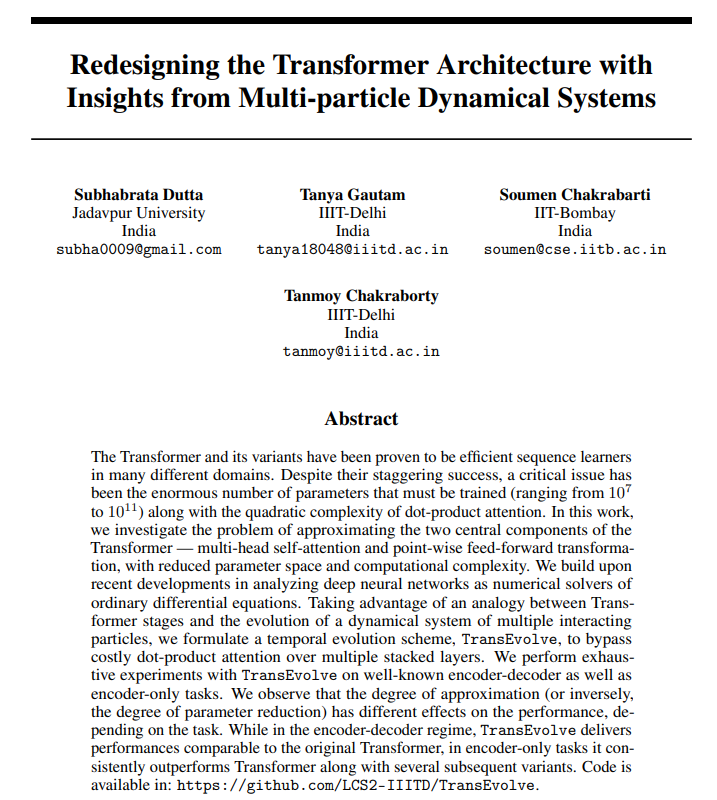 Redesigning the Transformer Architecture with
Insights from Multi-particle Dynamical Systems
Subhabrata Dutta
Jadavpur University
India
subha0009@gmail.com
Tanya Gautam
IIIT-Delhi
India
tanya18048@iiitd.ac.in
Soumen Chakrabarti
IIT-Bombay
India
soumen@cse.iitb.ac.in
Tanmoy Chakraborty
IIIT-Delhi
India
tanmoy@iiitd.ac.in
Abstract
The Transformer and its variants have been proven to be efficient sequence learners
in many different domains. Despite their staggering success, a critical issue has
been the enormous number of parameters that must be trained (ranging from 10⁷
to 10¹¹) along with the quadratic complexity of dot-product attention. In this work,
we investigate the problem of approximating the two central components of the
Transformer — multi-head self-attention and point-wise feed-forward transforma-
tion, with reduced parameter space and computational complexity. We build upon
recent developments in analyzing deep neural networks as numerical solvers of
ordinary differential equations. Taking advantage of an analogy between Trans-
former stages and the evolution of a dynamical system of multiple interacting
particles, we formulate a temporal evolution scheme, TransEvolve, to bypass
costly dot-product attention over multiple stacked layers. We perform exhaus-
tive experiments with TransEvolve on well-known encoder-decoder as well as
encoder-only tasks. We observe that the degree of approximation (or inversely,
the degree of parameter reduction) has different effects on the performance, de-
pending on the task. While in the encoder-decoder regime, TransEvolve delivers
performances comparable to the original Transformer, in encoder-only tasks it con-
sistently outperforms Transformer along with several subsequent variants. Code is
available in: https://github.com/LCS2-IIITD/TransEvolve.